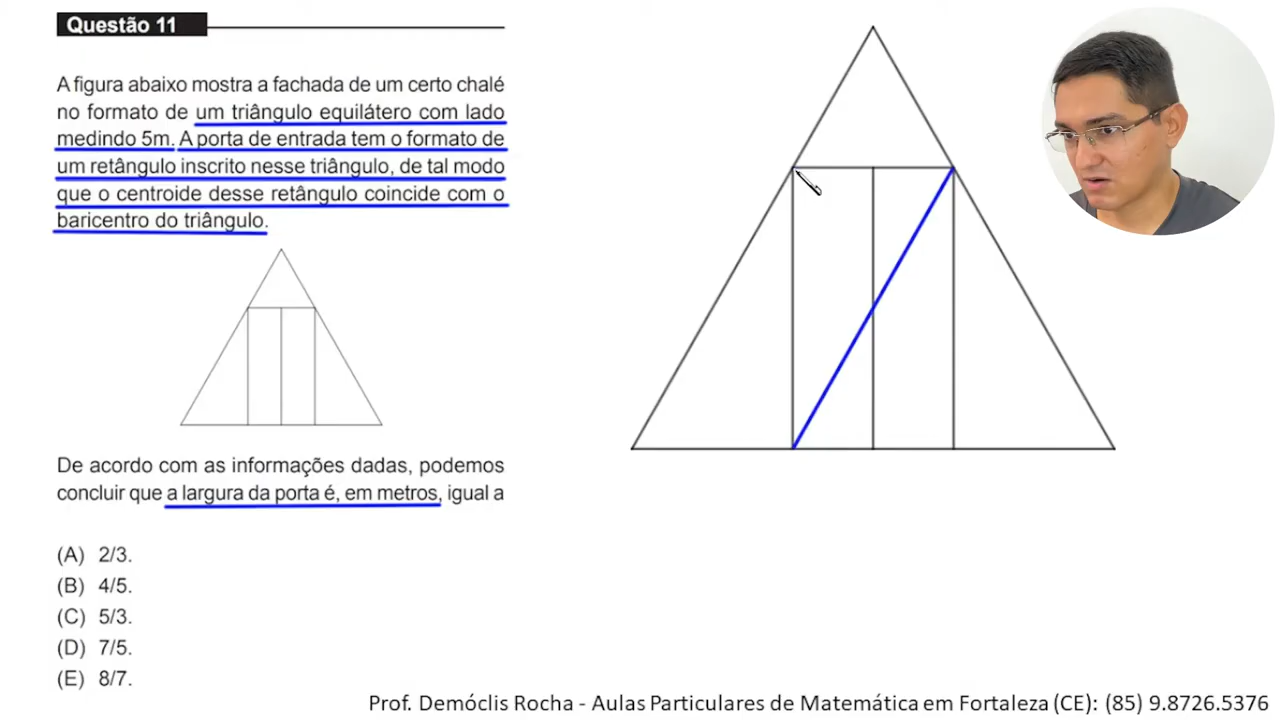 Questão 11
A figura abaixo mostra a fachada de um certo chalé
no formato de um triângulo equilátero com lado
medindo 5m. A porta de entrada tem o formato de
um retângulo inscrito nesse triângulo, de tal modo
que o centroide desse retângulo coincide com o
baricentro do triângulo.
De acordo com as informações dadas, podemos
concluir que a largura da porta é, em metros, igual a
(A) 2/3.
(B) 4/5.
(C) 5/3.
(D) 7/5.
(E) 8/7.
Prof. Demóclis Rocha - Aulas Particulares de Matemática em Fortaleza (CE): (85) 9.8726.5376